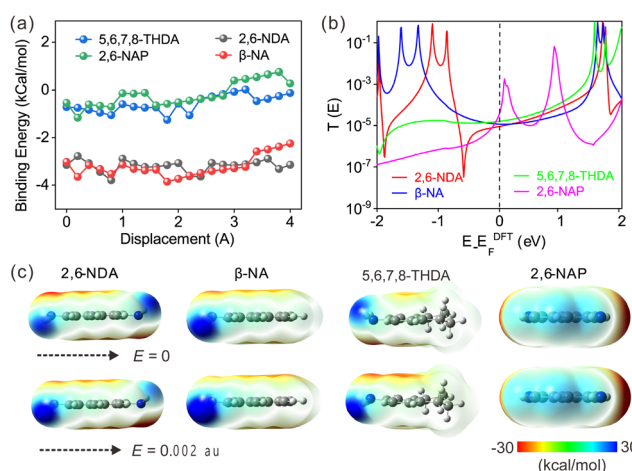 (a)
5,6,7,8-THDA
2,6-NDA
2,6-NAP
β-NA
Binding Energy (kCal/mol)
2
0
-2
-4
0
1
2
3
4
Displacement (A)
(b)
T (E)
10⁻¹
10⁻³
10⁻⁵
10⁻⁷
10⁻⁹
2,6-NDA
5,6,7,8-THDA
β-NA
2,6-NAP
-2
-1
0
1
2
E-E_F^DFT (eV)
(c)
2,6-NDA
β-NA
5,6,7,8-THDA
2,6-NAP
E = 0
E = 0.002 au
-30
30
(kcal/mol)